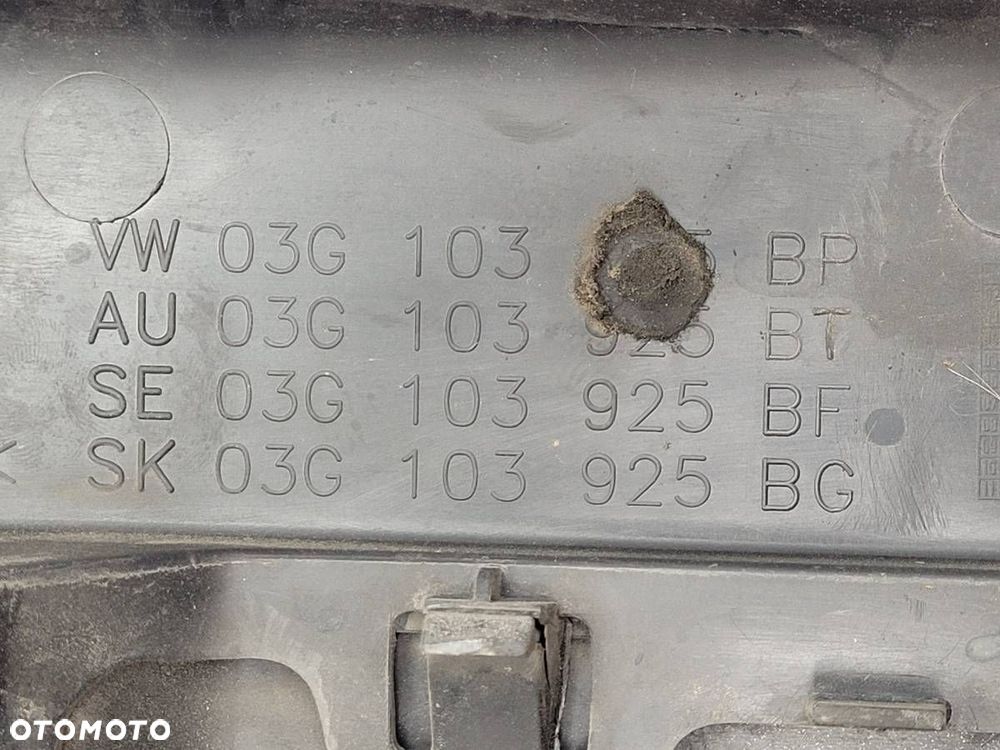 VW 03G 103 BP
AU 03G 103 925 BT
SE 03G 103 925 BF
SK 03G 103 925 BG
OTOMOTO